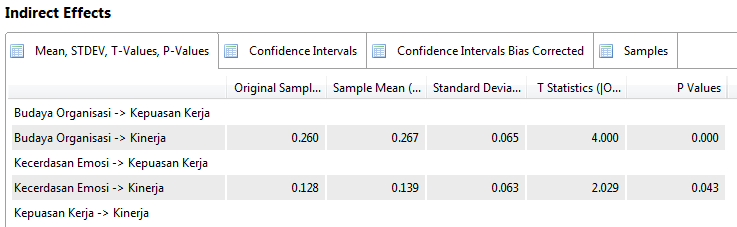 Indirect Effects
Mean, STDEV, T-Values, P-Values Confidence Intervals Confidence Intervals Bias Corrected Samples
Original Sampl... Sample Mean (... Standard Devia... T Statistics (|O... P Values
Budaya Organisasi -> Kepuasan Kerja
Budaya Organisasi -> Kinerja 0.260 0.267 0.065 4.000 0.000
Kecerdasan Emosi -> Kepuasan Kerja
Kecerdasan Emosi -> Kinerja 0.128 0.139 0.063 2.029 0.043
Kepuasan Kerja -> Kinerja